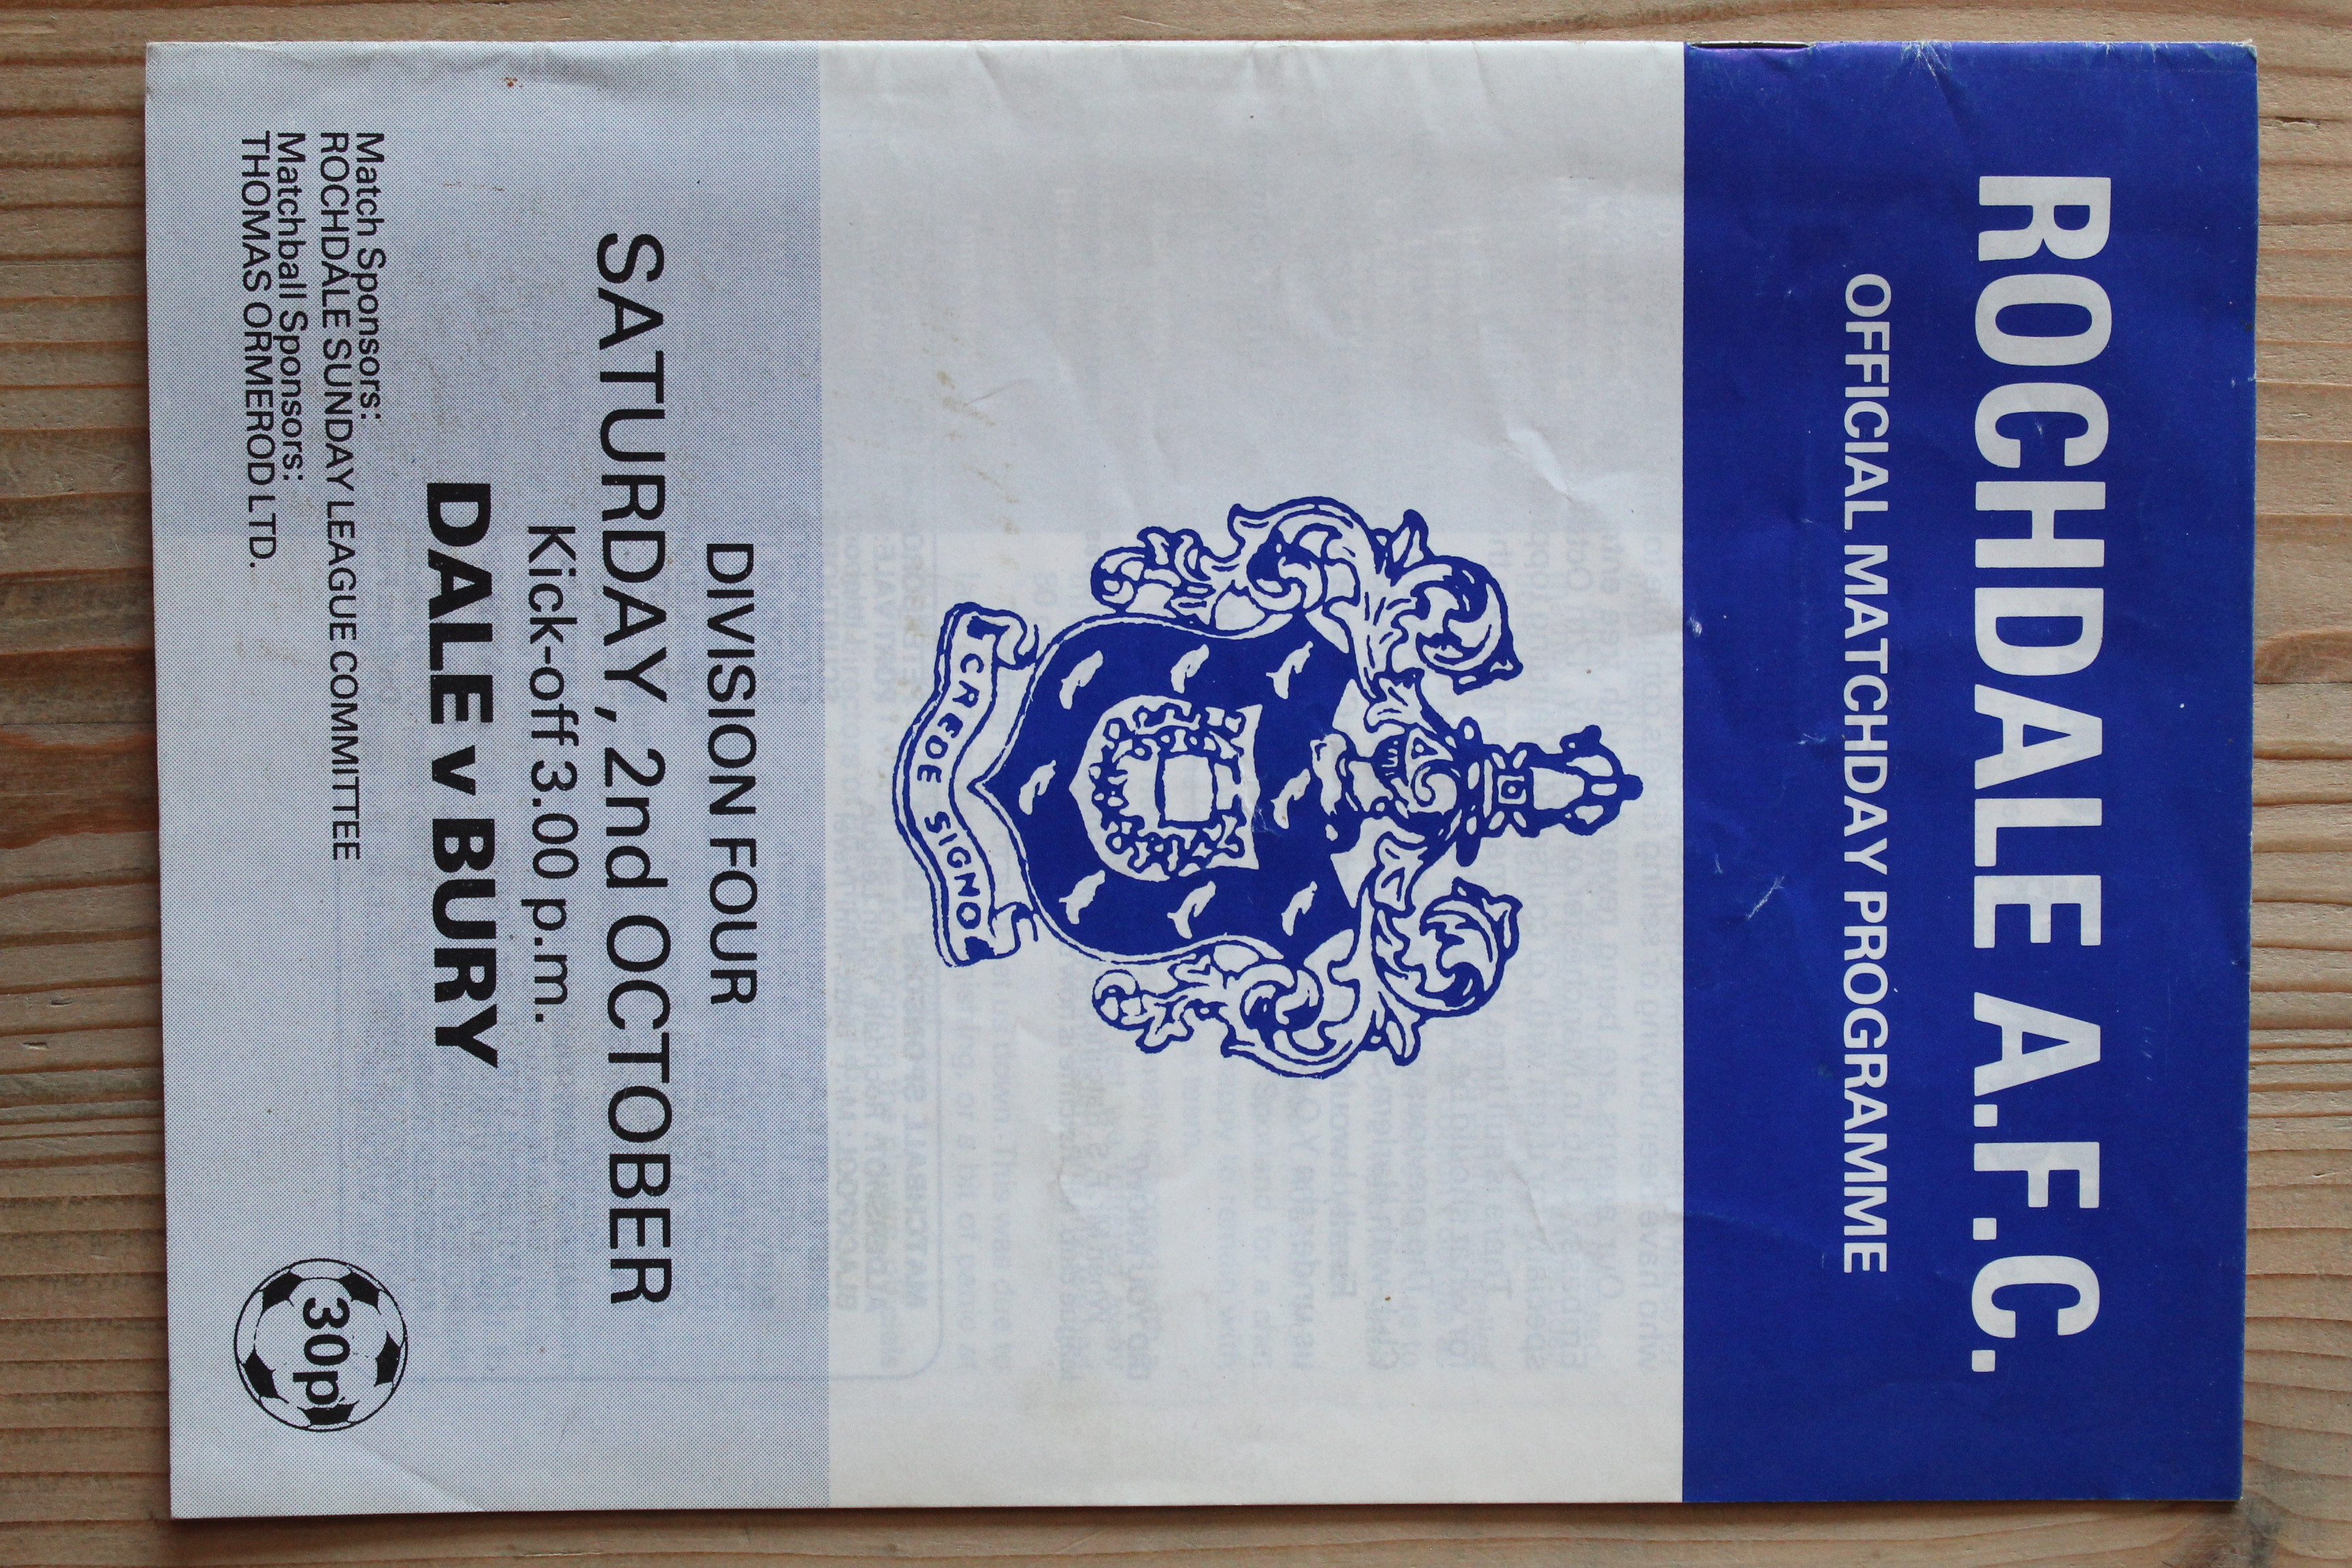 ROCHDALE A.F.C.
OFFICIAL MATCHDAY PROGRAMME
CREDE SIGNO
DIVISION FOUR
SATURDAY, 2nd OCTOBER
Kick-off 3.00 p.m.
DALE v BURY
Match Sponsors:
ROCHDALE SUNDAY LEAGUE COMMITTEE
Matchball Sponsors:
THOMAS ORMEROD LTD.
30p